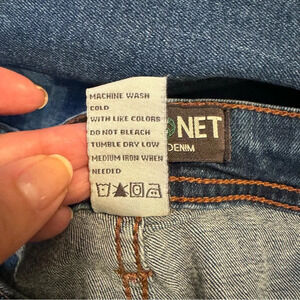 MACHINE WASH
COLD
WITH LIKE COLORS
DO NOT BLEACH
TUMBLE DRY LOW
MEDIUM IRON WHEN
NEEDED
NET
DENIM